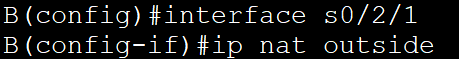 B(config)#interface s0/2/1
B(config-if)#ip nat outside